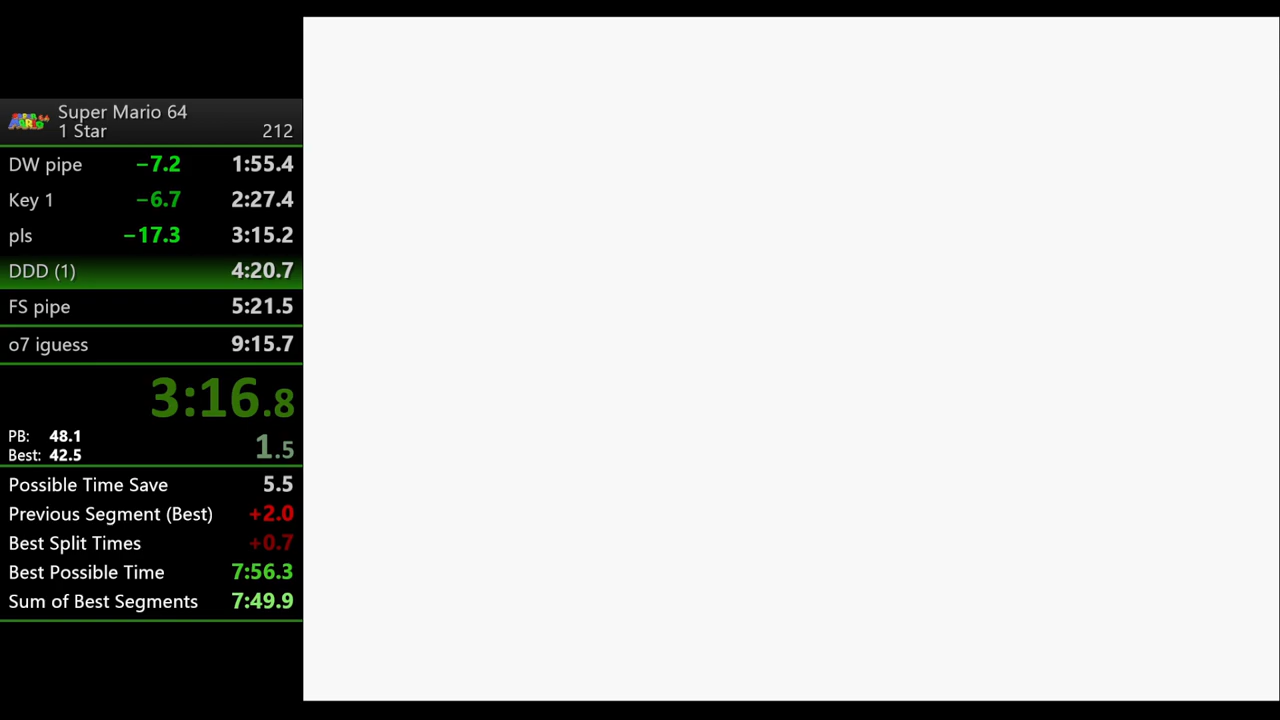 Super Mario 64
1 Star 212
DW pipe −7.2 1:55.4
Key 1 −6.7 2:27.4
pls −17.3 3:15.2
DDD (1) 4:20.7
FS pipe 5:21.5
o7 iguess 9:15.7
3:16.8
PB: 48.1
1.5
Best: 42.5
Possible Time Save 5.5
Previous Segment (Best) +2.0
Best Split Times +0.7
Best Possible Time 7:56.3
Sum of Best Segments 7:49.9